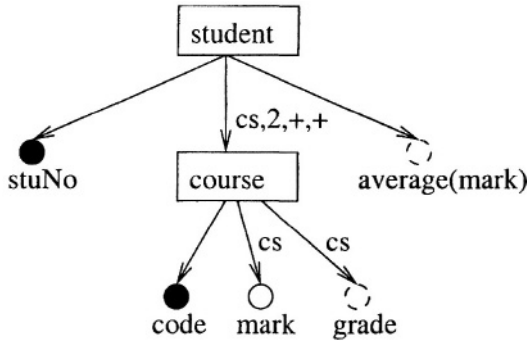 student
cs,2,+,+
stuNo
course
average(mark)
cs
cs
code
mark
grade